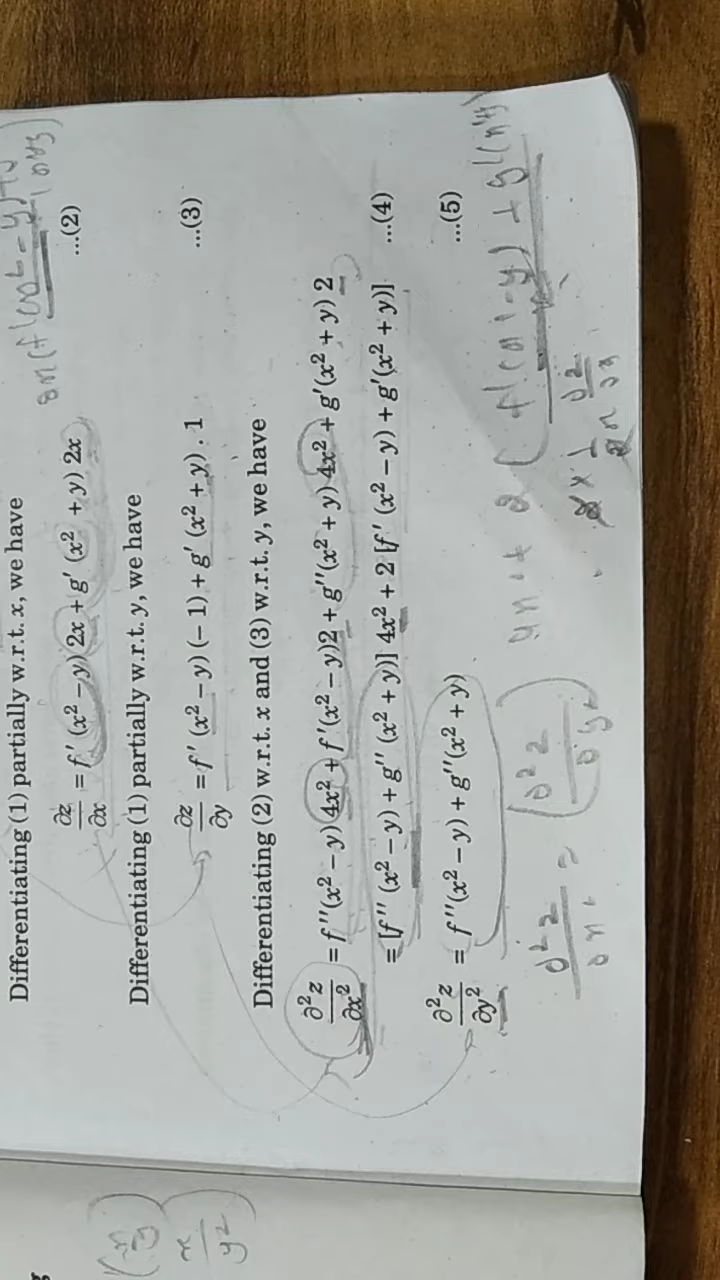 Differentiating (1) partially w.r.t. x, we have
∂z/∂x = f′ (x² − y) 2x + g′ (x² + y) 2x ...(2)
Differentiating (1) partially w.r.t. y, we have
∂z/∂y = f′ (x² − y) (− 1) + g′ (x² + y) . 1 ...(3)
Differentiating (2) w.r.t. x and (3) w.r.t. y, we have
∂²z/∂x² = f″(x² − y) 4x² + f′(x² − y)2 + g″(x² + y) 4x² + g′(x² + y) 2
= [f″ (x² − y) + g″ (x² + y)] 4x² + 2 [f′ (x² − y) + g′(x² + y)] ...(4)
∂²z/∂y² = f″(x² − y) + g″(x² + y) ...(5)